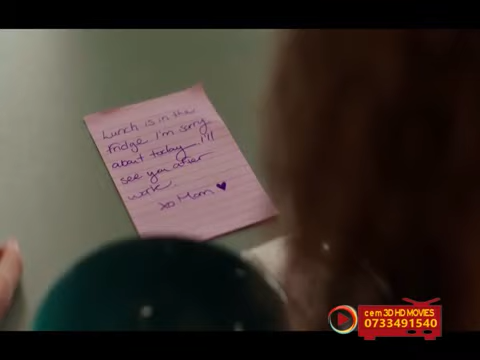 Lunch is in the
fridge. I'm sorry
about today_I'll
see you after
work.
xo Mom ♥
cem 3D HD MOVIES
0733491540